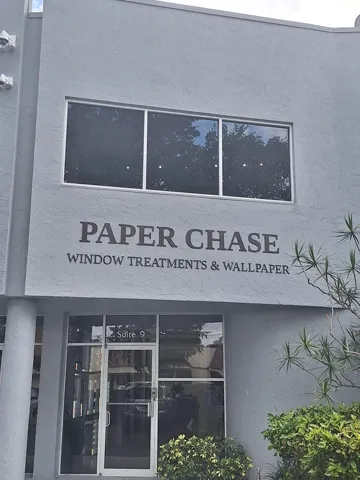 PAPER CHASE
WINDOW TREATMENTS & WALLPAPER
Suite 9